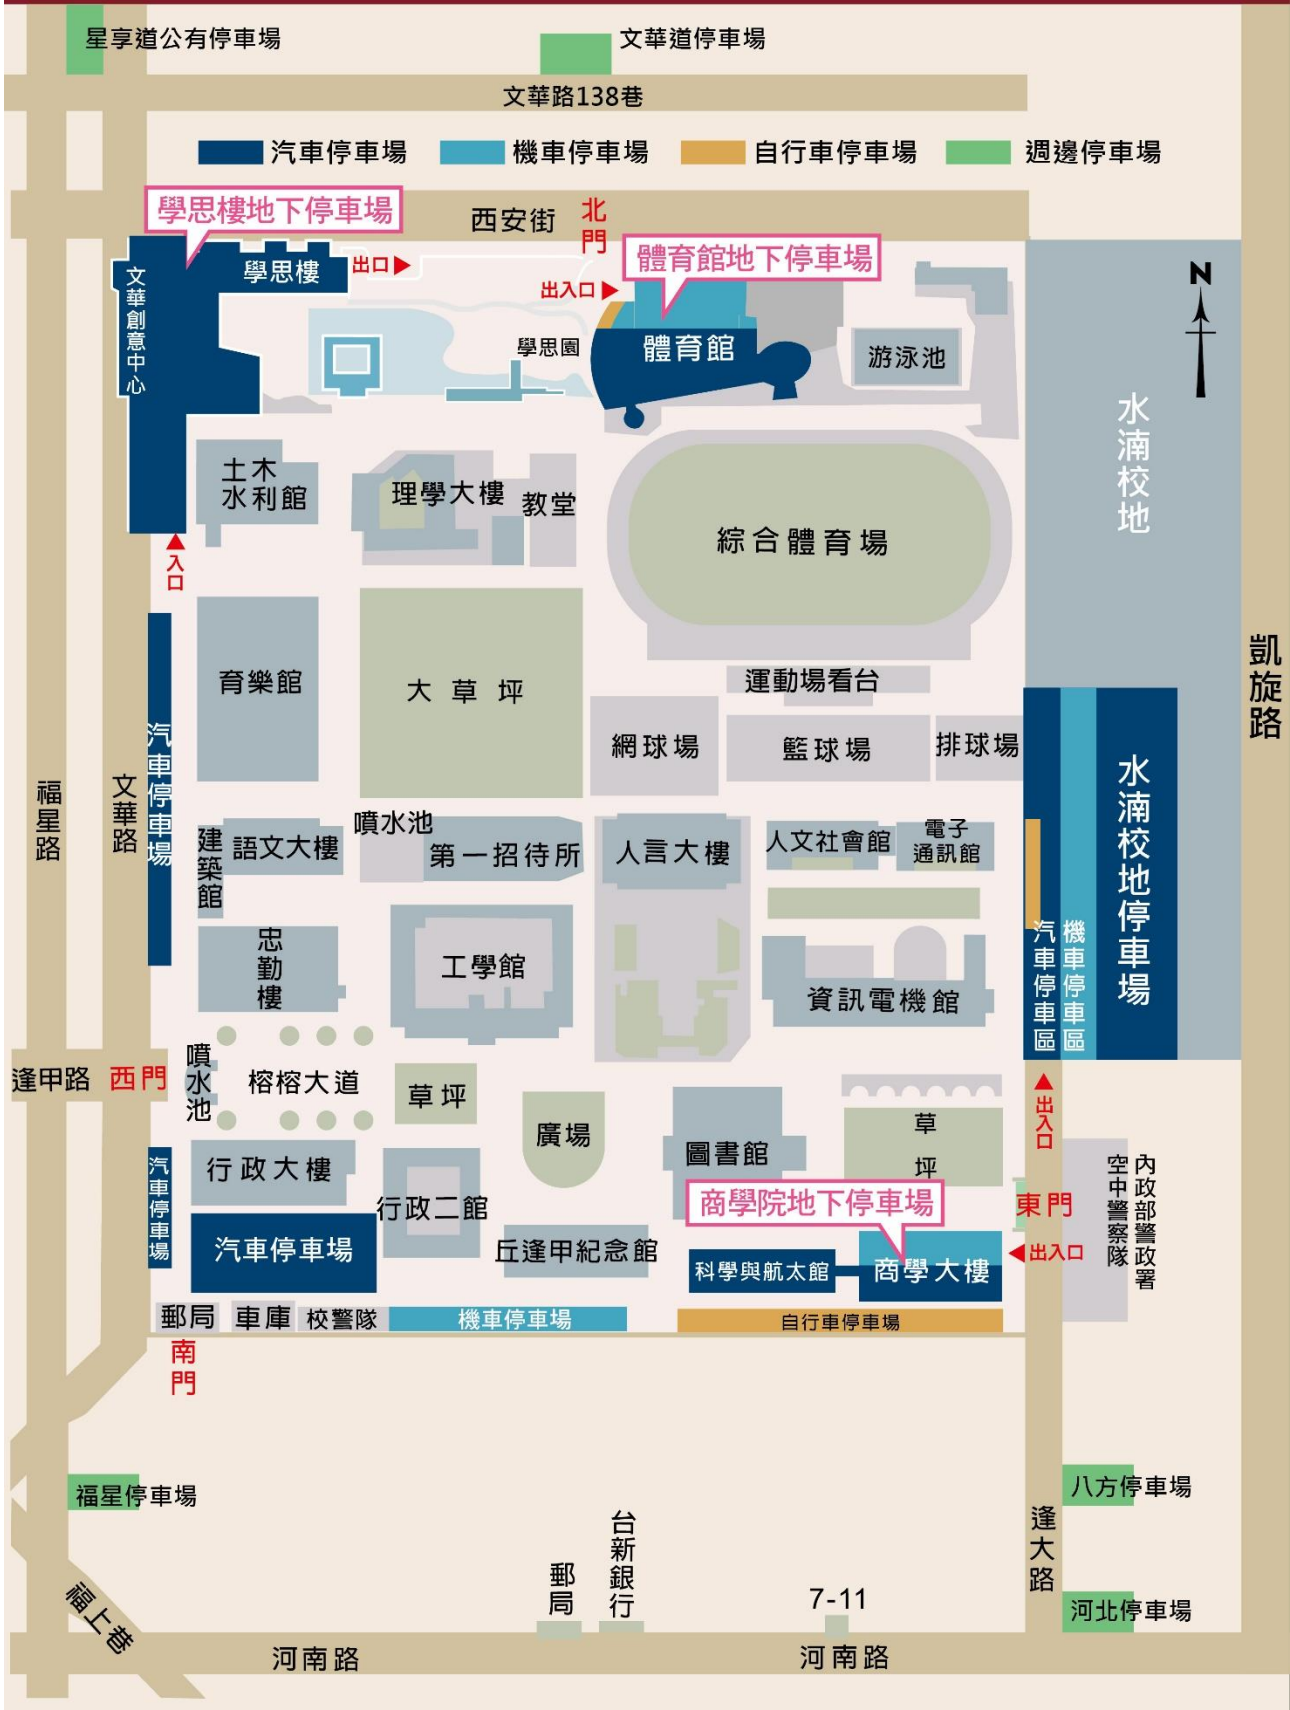 星享道公有停車場
文華道停車場
文華路138巷
汽車停車場
機車停車場
自行車停車場
週邊停車場
學思樓地下停車場
西安街
北門
體育館地下停車場
文華創意中心
學思樓
出口
出入口
學思園
體育館
游泳池
N
水湳校地
土木
水利館
理學大樓
教堂
綜合體育場
入口
育樂館
大草坪
運動場看台
網球場
籃球場
排球場
凱旋路
福星路
文華路
汽車停車場
建築館
語文大樓
噴水池
第一招待所
人言大樓
人文社會館
電子
通訊館
水湳校地停車場
汽車停車區
機車停車區
忠勤樓
工學館
資訊電機館
逢甲路
西門
噴水池
榕榕大道
草坪
廣場
圖書館
草坪
出入口
汽車停車場
行政大樓
行政二館
商學院地下停車場
東門
內政部警政署
空中警察隊
汽車停車場
丘逢甲紀念館
科學與航太館
商學大樓
出入口
郵局
車庫
校警隊
機車停車場
自行車停車場
南門
福星停車場
八方停車場
逢大路
郵局
台新銀行
7-11
河北停車場
福上巷
河南路
河南路